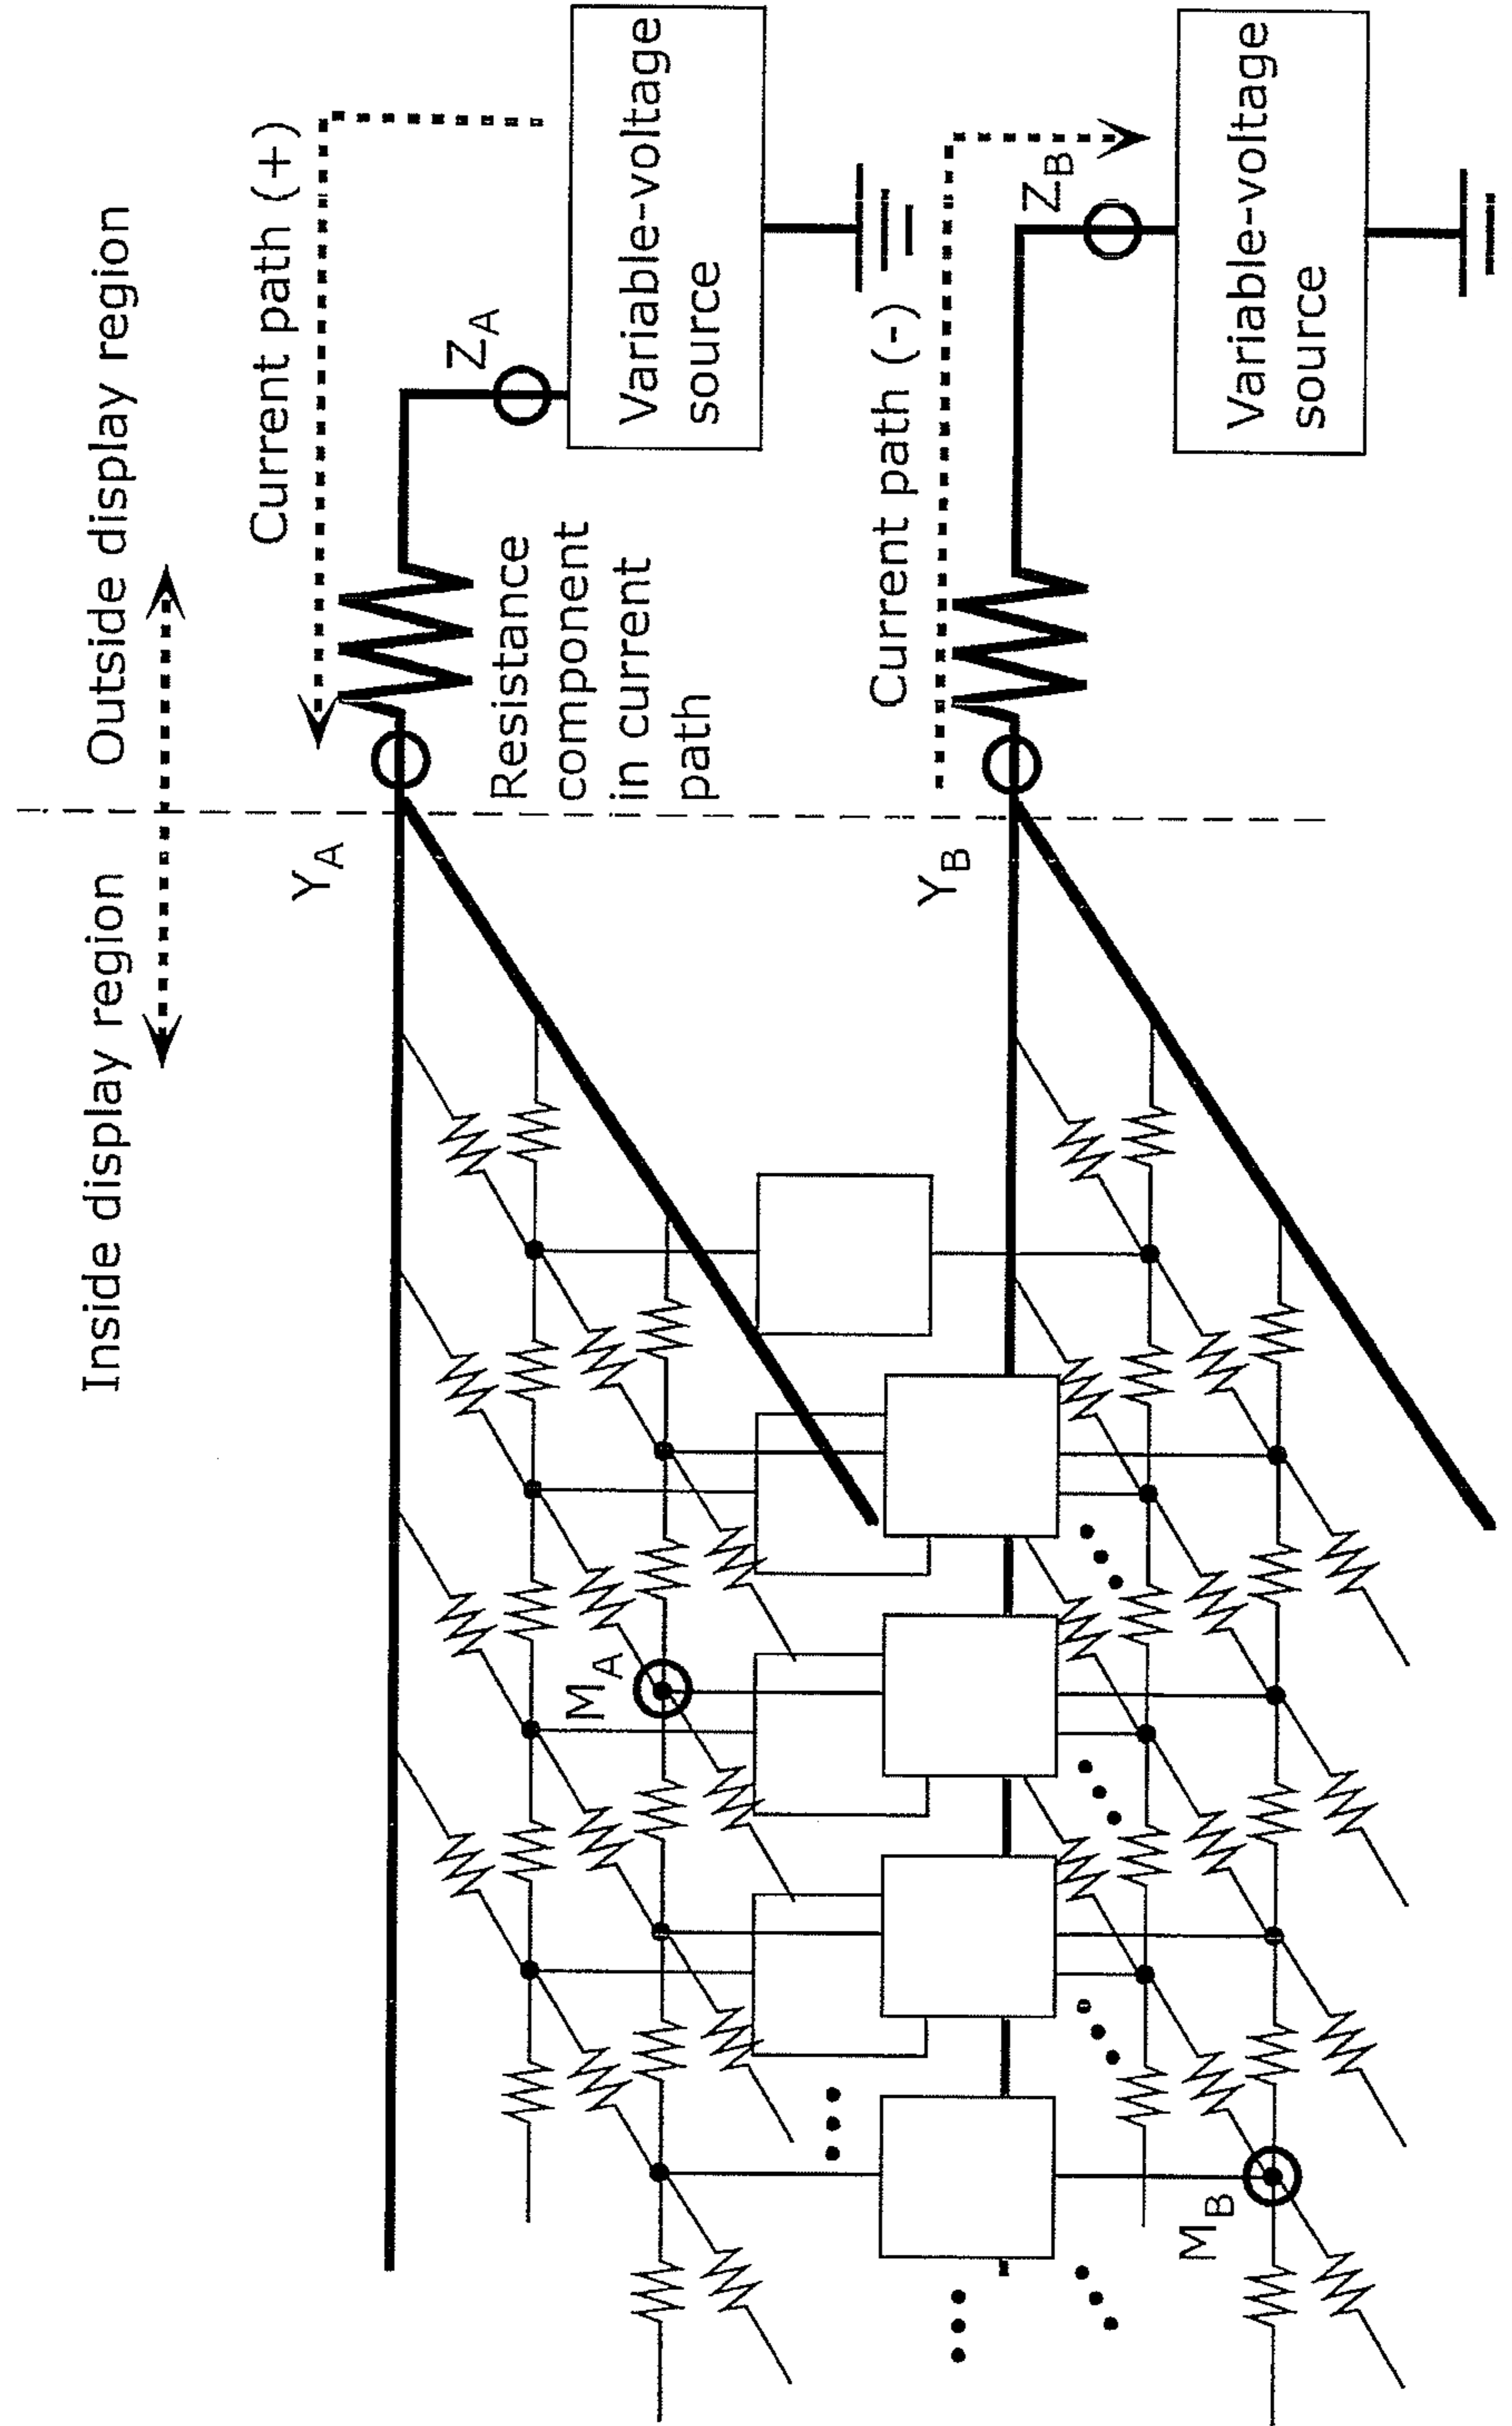 Inside display region
Outside display region
Current path (+)
Y_A
Z_A
Resistance
component
in current
path
Variable-voltage
source
M_A
Current path (-)
Y_B
Z_B
Variable-voltage
source
M_B